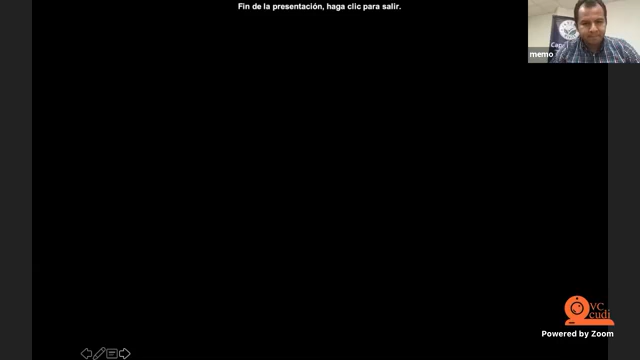 Fin de la presentación, haga clic para salir.
memo
VC
cudi
Powered by Zoom